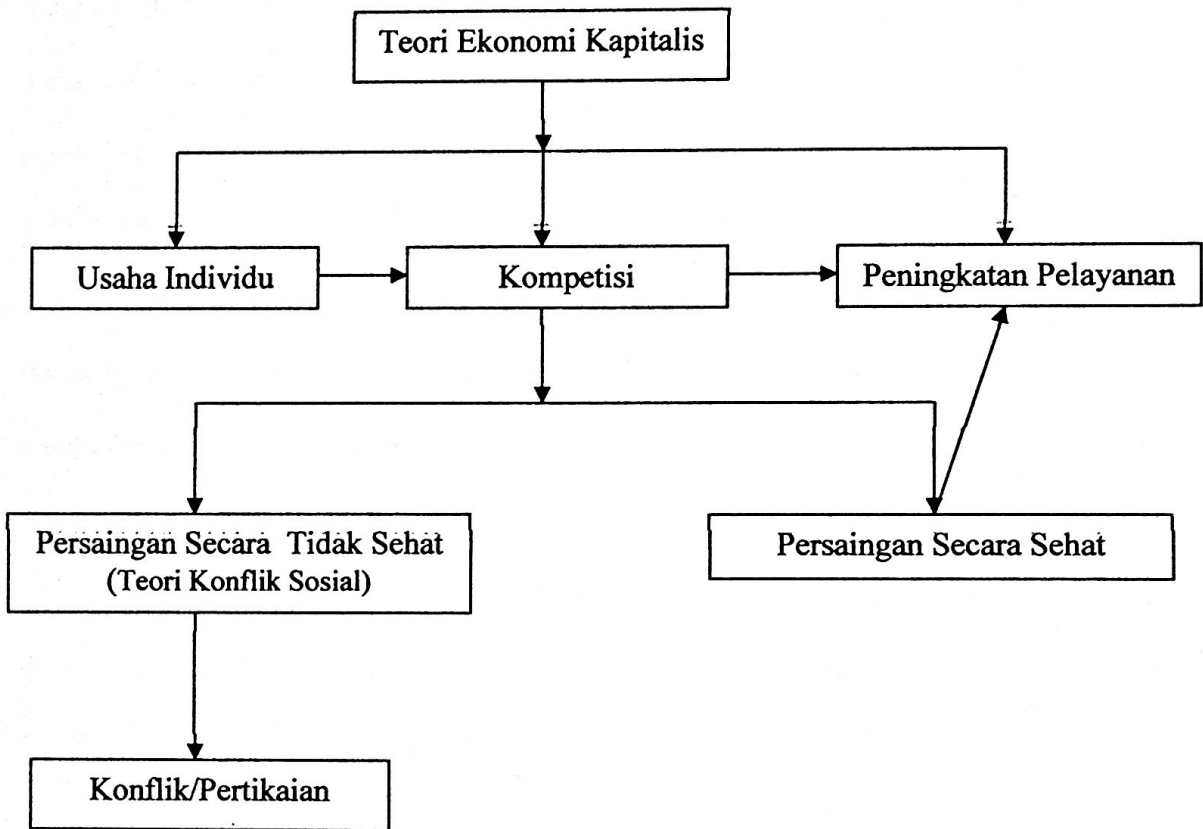 Teori Ekonomi Kapitalis
Usaha Individu
Kompetisi
Peningkatan Pelayanan
Persaingan Secara Tidak Sehat
(Teori Konflik Sosial)
Persaingan Secara Sehat
Konflik/Pertikaian